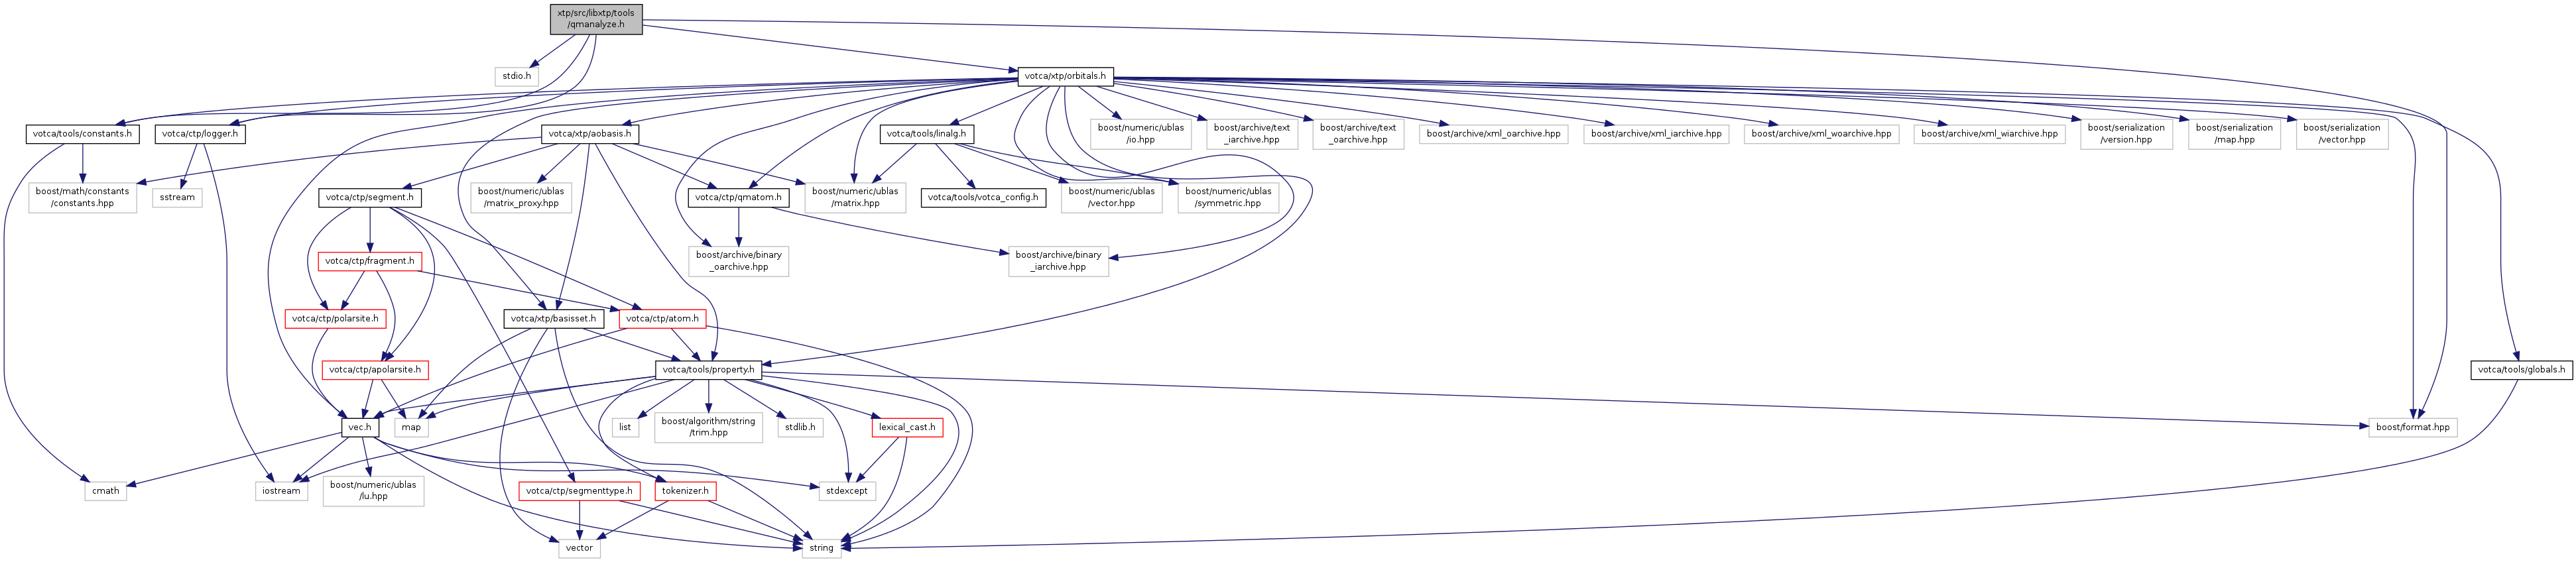 xtp/src/libxtp/tools
/qmanalyze.h
stdio.h
votca/xtp/orbitals.h
votca/tools/constants.h
votca/ctp/logger.h
votca/xtp/aobasis.h
votca/tools/linalg.h
boost/numeric/ublas
/io.hpp
boost/archive/text
_iarchive.hpp
boost/archive/text
_oarchive.hpp
boost/archive/xml_oarchive.hpp
boost/archive/xml_iarchive.hpp
boost/archive/xml_woarchive.hpp
boost/archive/xml_wiarchive.hpp
boost/serialization
/version.hpp
boost/serialization
/map.hpp
boost/serialization
/vector.hpp
boost/math/constants
/constants.hpp
sstream
votca/ctp/segment.h
boost/numeric/ublas
/matrix_proxy.hpp
votca/ctp/qmatom.h
boost/numeric/ublas
/matrix.hpp
votca/tools/votca_config.h
boost/numeric/ublas
/vector.hpp
boost/numeric/ublas
/symmetric.hpp
votca/ctp/fragment.h
boost/archive/binary
_oarchive.hpp
boost/archive/binary
_iarchive.hpp
votca/ctp/polarsite.h
votca/xtp/basisset.h
votca/ctp/atom.h
votca/ctp/apolarsite.h
votca/tools/property.h
votca/tools/globals.h
vec.h
map
list
boost/algorithm/string
/trim.hpp
stdlib.h
lexical_cast.h
boost/format.hpp
cmath
iostream
boost/numeric/ublas
/lu.hpp
votca/ctp/segmenttype.h
tokenizer.h
stdexcept
vector
string